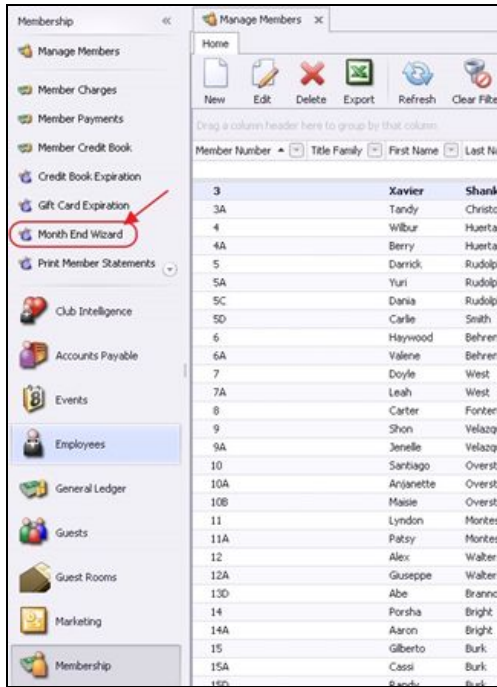 Membership «
Manage Members
Member Charges
Member Payments
Member Credit Book
Credit Book Expiration
Gift Card Expiration
Month End Wizard
Print Member Statements
Club Intelligence
Accounts Payable
Events
Employees
General Ledger
Guests
Guest Rooms
Marketing
Membership
Manage Members ×
Home
New Edit Delete Export Refresh Clear Filte
Drag a column header here to group by that column
Member Number Title Family First Name Last Na
3 Xavier Shank
3A Tandy Christo
4 Wilbur Huerta
4A Berry Huerta
5 Darrick Rudolp
5A Yuri Rudolp
5C Dania Rudolp
5D Carlie Smith
6 Haywood Behren
6A Valene Behren
7 Doyle West
7A Leah West
8 Carter Fonten
9 Shon Velazq
9A Jenelle Velazq
10 Santiago Overst
10A Anjanette Overst
10B Maisie Overst
11 Lyndon Montes
11A Patsy Montes
12 Alex Walter
12A Giuseppe Walter
13D Abe Branno
14 Porsha Bright
14A Aaron Bright
15 Gilberto Burk
15A Cassi Burk
15D Randy Burk